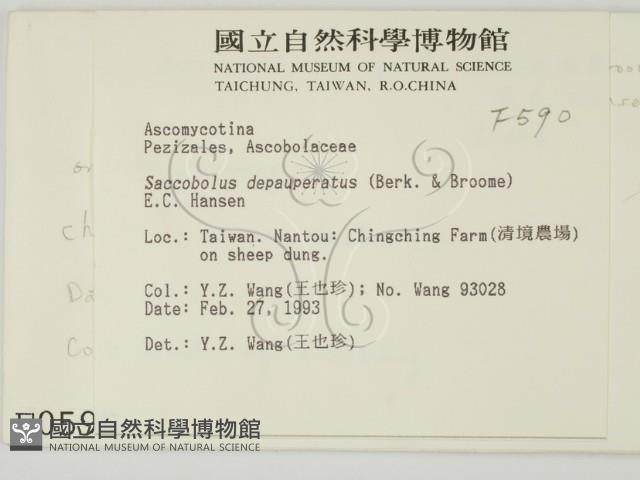 國立自然科學博物館
NATIONAL MUSEUM OF NATURAL SCIENCE
TAICHUNG, TAIWAN, R.O.CHINA
F590
Ascomycotina
Pezizales, Ascobolaceae
Saccobolus depauperatus (Berk. & Broome)
E.C. Hansen
Loc.: Taiwan. Nantou: Chingching Farm(清境農場)
on sheep dung.
Col.: Y.Z. Wang(王也珍); No. Wang 93028
Date: Feb. 27, 1993
Det.: Y.Z. Wang(王也珍)
國立自然科學博物館
NATIONAL MUSEUM OF NATURAL SCIENCE